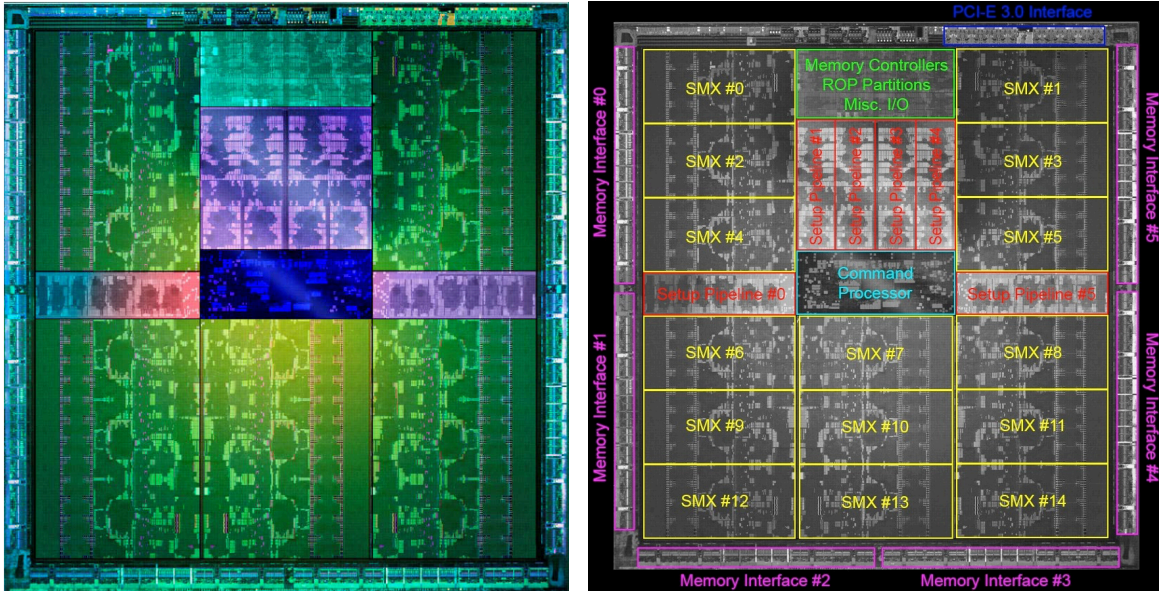 PCI-E 3.0 Interface
Memory Interface #0
Memory Interface #5
SMX #0
Memory Controllers
ROP Partitions
Misc. I/O
SMX #1
SMX #2
Setup Pipeline #1
Setup Pipeline #2
Setup Pipeline #3
Setup Pipeline #4
SMX #3
SMX #4
SMX #5
Setup Pipeline #0
Command
Processor
Setup Pipeline #5
Memory Interface #1
Memory Interface #4
SMX #6
SMX #7
SMX #8
SMX #9
SMX #10
SMX #11
SMX #12
SMX #13
SMX #14
Memory Interface #2
Memory Interface #3